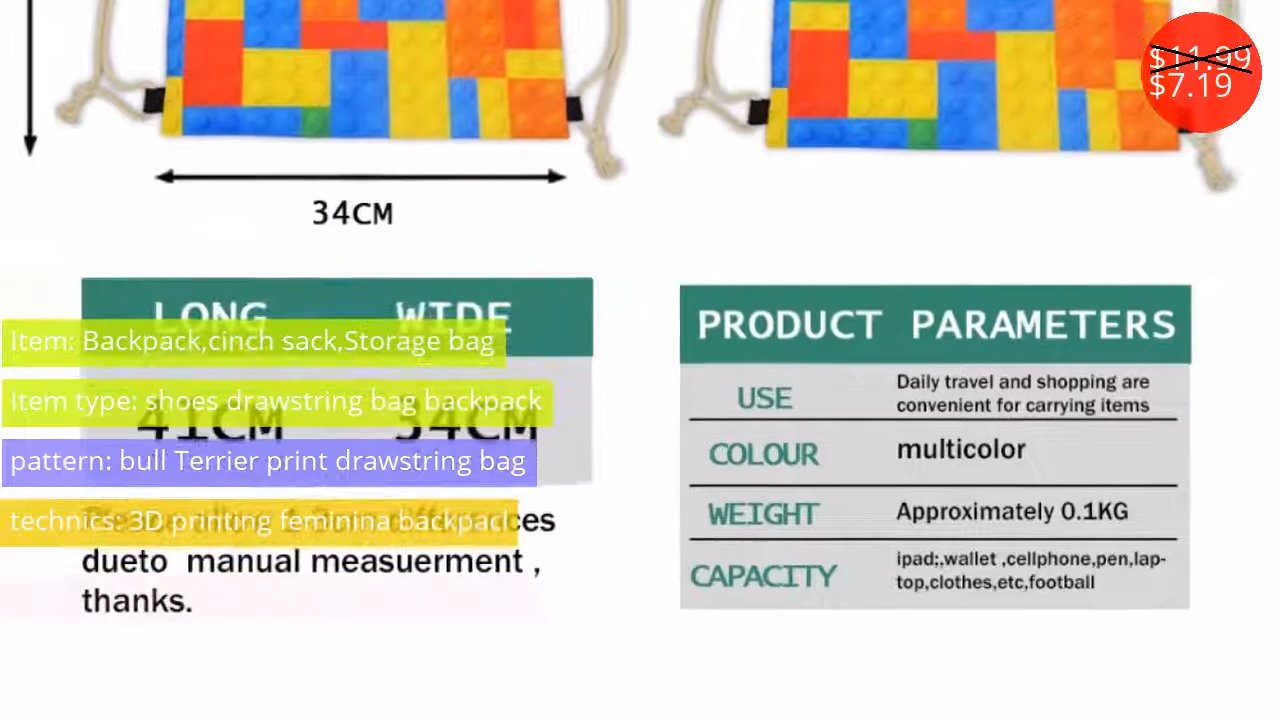 $11.99
$7.19
34CM
LONG WIDE
Item: Backpack,cinch sack,Storage bag
Item type: shoes drawstring bag backpack
41CM 34CM
pattern: bull Terrier print drawstring bag
technics: 3D printing feminina backpack
dueto manual measuerment ,
thanks.
PRODUCT PARAMETERS
USE Daily travel and shopping are
convenient for carrying items
COLOUR multicolor
WEIGHT Approximately 0.1KG
CAPACITY ipad;,wallet ,cellphone,pen,lap-
top,clothes,etc,football